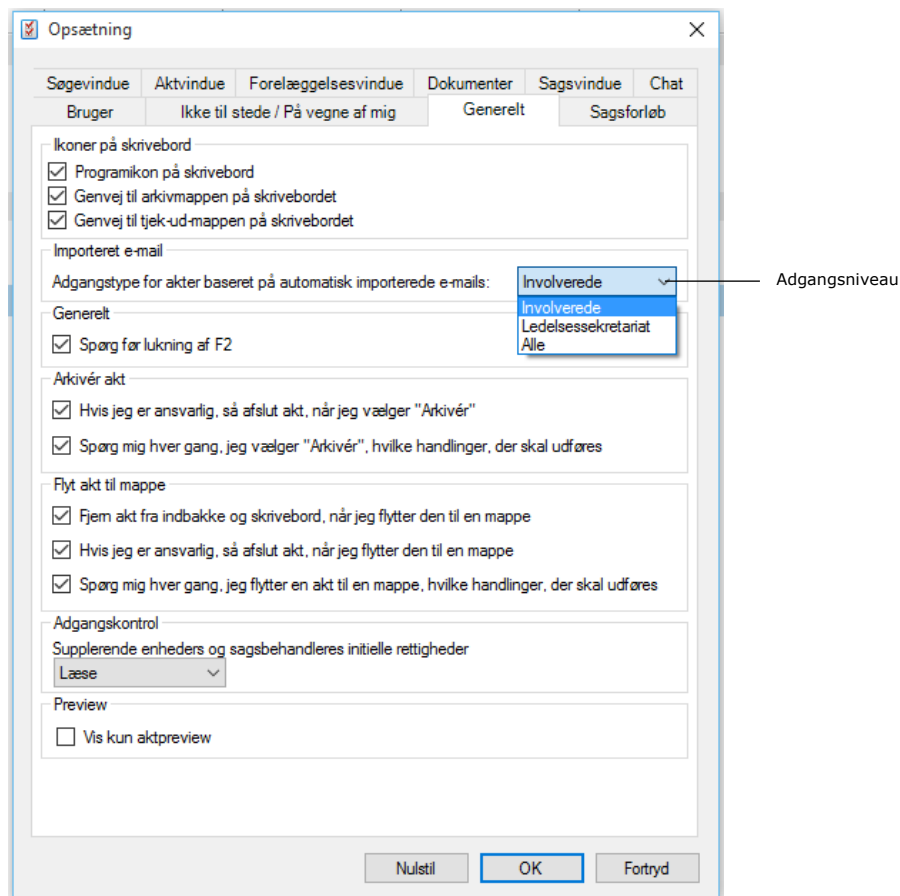 Opsætning
Søgevindue Aktvindue Forelæggelsesvindue Dokumenter Sagsvindue Chat
Bruger Ikke til stede / På vegne af mig Generelt Sagsforløb
Ikoner på skrivebord
Programikon på skrivebord
Genvej til arkivmappen på skrivebordet
Genvej til tjek-ud-mappen på skrivebordet
Importeret e-mail
Adgangstype for akter baseret på automatisk importerede e-mails: Involverede Adgangsniveau
Involverede
Ledelsessekretariat
Alle
Generelt
Spørg før lukning af F2
Arkivér akt
Hvis jeg er ansvarlig, så afslut akt, når jeg vælger "Arkivér"
Spørg mig hver gang, jeg vælger "Arkivér", hvilke handlinger, der skal udføres
Flyt akt til mappe
Fjern akt fra indbakke og skrivebord, når jeg flytter den til en mappe
Hvis jeg er ansvarlig, så afslut akt, når jeg flytter den til en mappe
Spørg mig hver gang, jeg flytter en akt til en mappe, hvilke handlinger, der skal udføres
Adgangskontrol
Supplerende enheders og sagsbehandleres initielle rettigheder
Læse
Preview
Vis kun aktpreview
Nulstil OK Fortryd